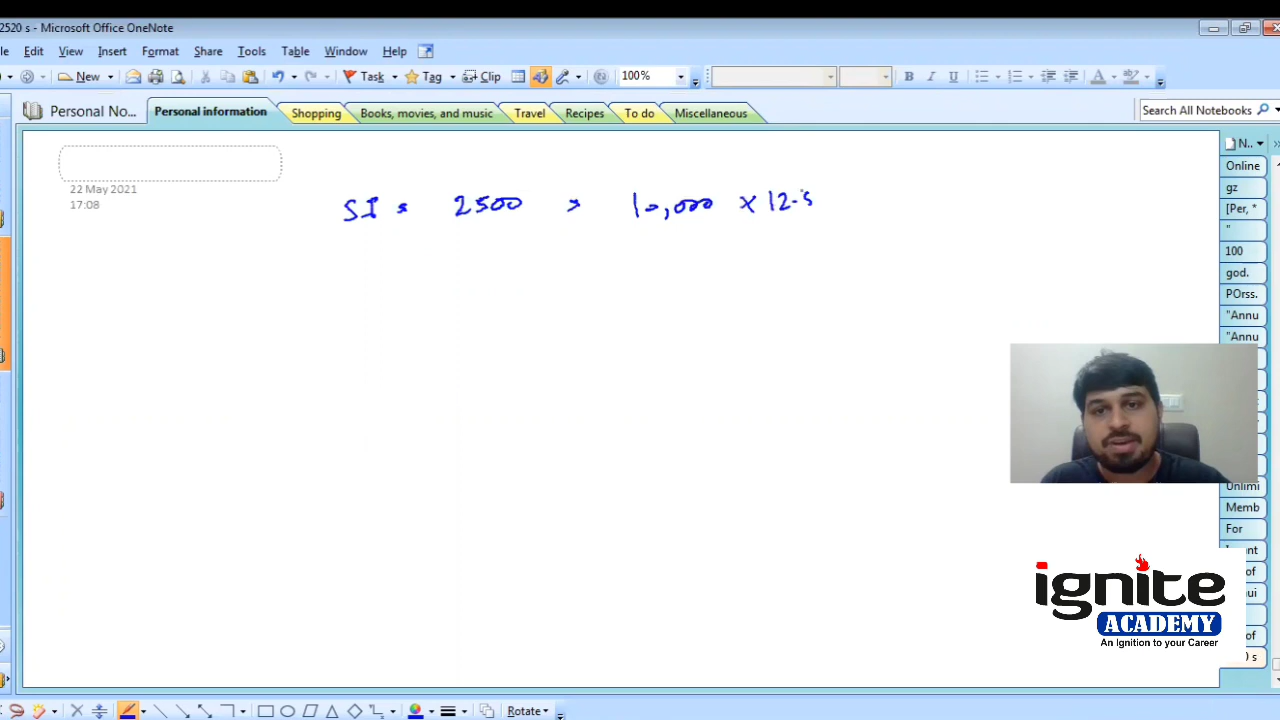 2520 s - Microsoft Office OneNote
Edit View Insert Format Share Tools Table Window Help
New Task Tag Clip 100% B I U A
Personal No... Personal information Shopping Books, movies, and music Travel Recipes To do Miscellaneous Search All Notebooks
N..
22 May 2021
17:08
SI = 2500 = 10,000 × 12.5
Online
gz
[Per, *
"
100
god.
POrss.
"Annu
"Annu
Unlimi
Memb
For
ignite
ACADEMY
An Ignition to your Career
Rotate